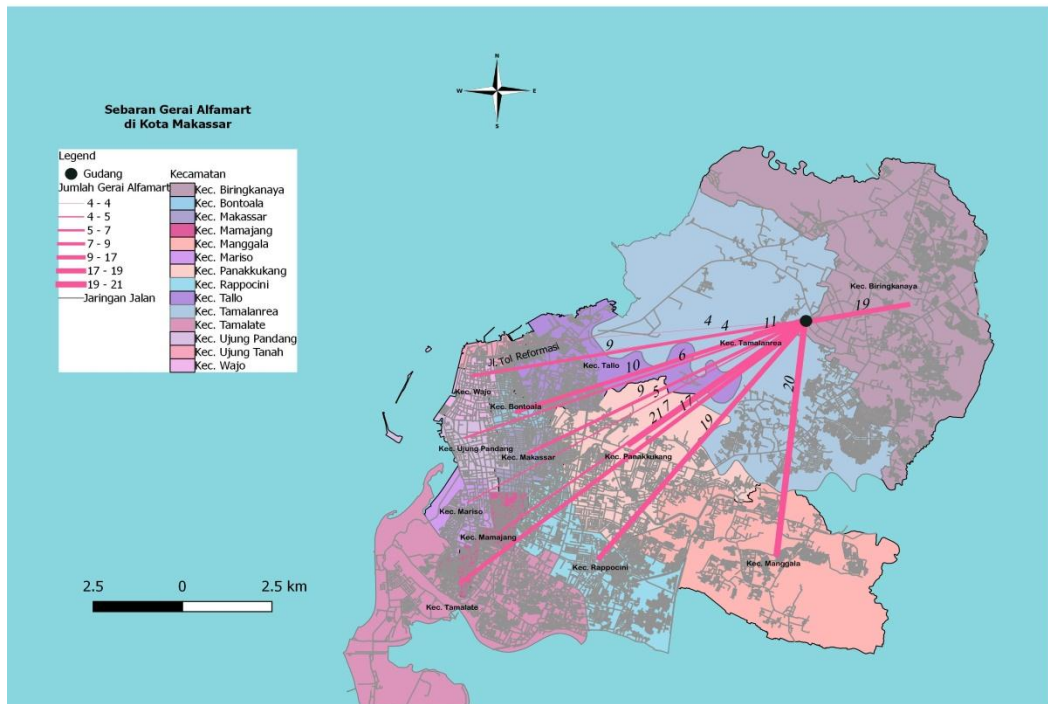 N
W E
S
Sebaran Gerai Alfamart
di Kota Makassar
Legend
Gudang
Jumlah Gerai Alfamart
4 - 4
4 - 5
5 - 7
7 - 9
9 - 17
17 - 19
19 - 21
Jaringan Jalan
Kecamatan
Kec. Biringkanaya
Kec. Bontoala
Kec. Makassar
Kec. Mamajang
Kec. Manggala
Kec. Mariso
Kec. Panakkukang
Kec. Rappocini
Kec. Tallo
Kec. Tamalanrea
Kec. Tamalate
Kec. Ujung Pandang
Kec. Ujung Tanah
Kec. Wajo
Kec. Biringkanaya
19
4 4 11
Kec. Tamalanrea
9
Jl.Tol Reformasi
6
Kec. Tallo
10
20
Kec. Wajo
9 5 7 17
21
19
Kec. Bontoala
Kec. Ujung Pandang
Kec. Makassar
Kec. Panakkukang
Kec. Mariso
Kec. Mamajang
Kec. Rappocini
Kec. Manggala
Kec. Tamalate
2.5 0 2.5 km